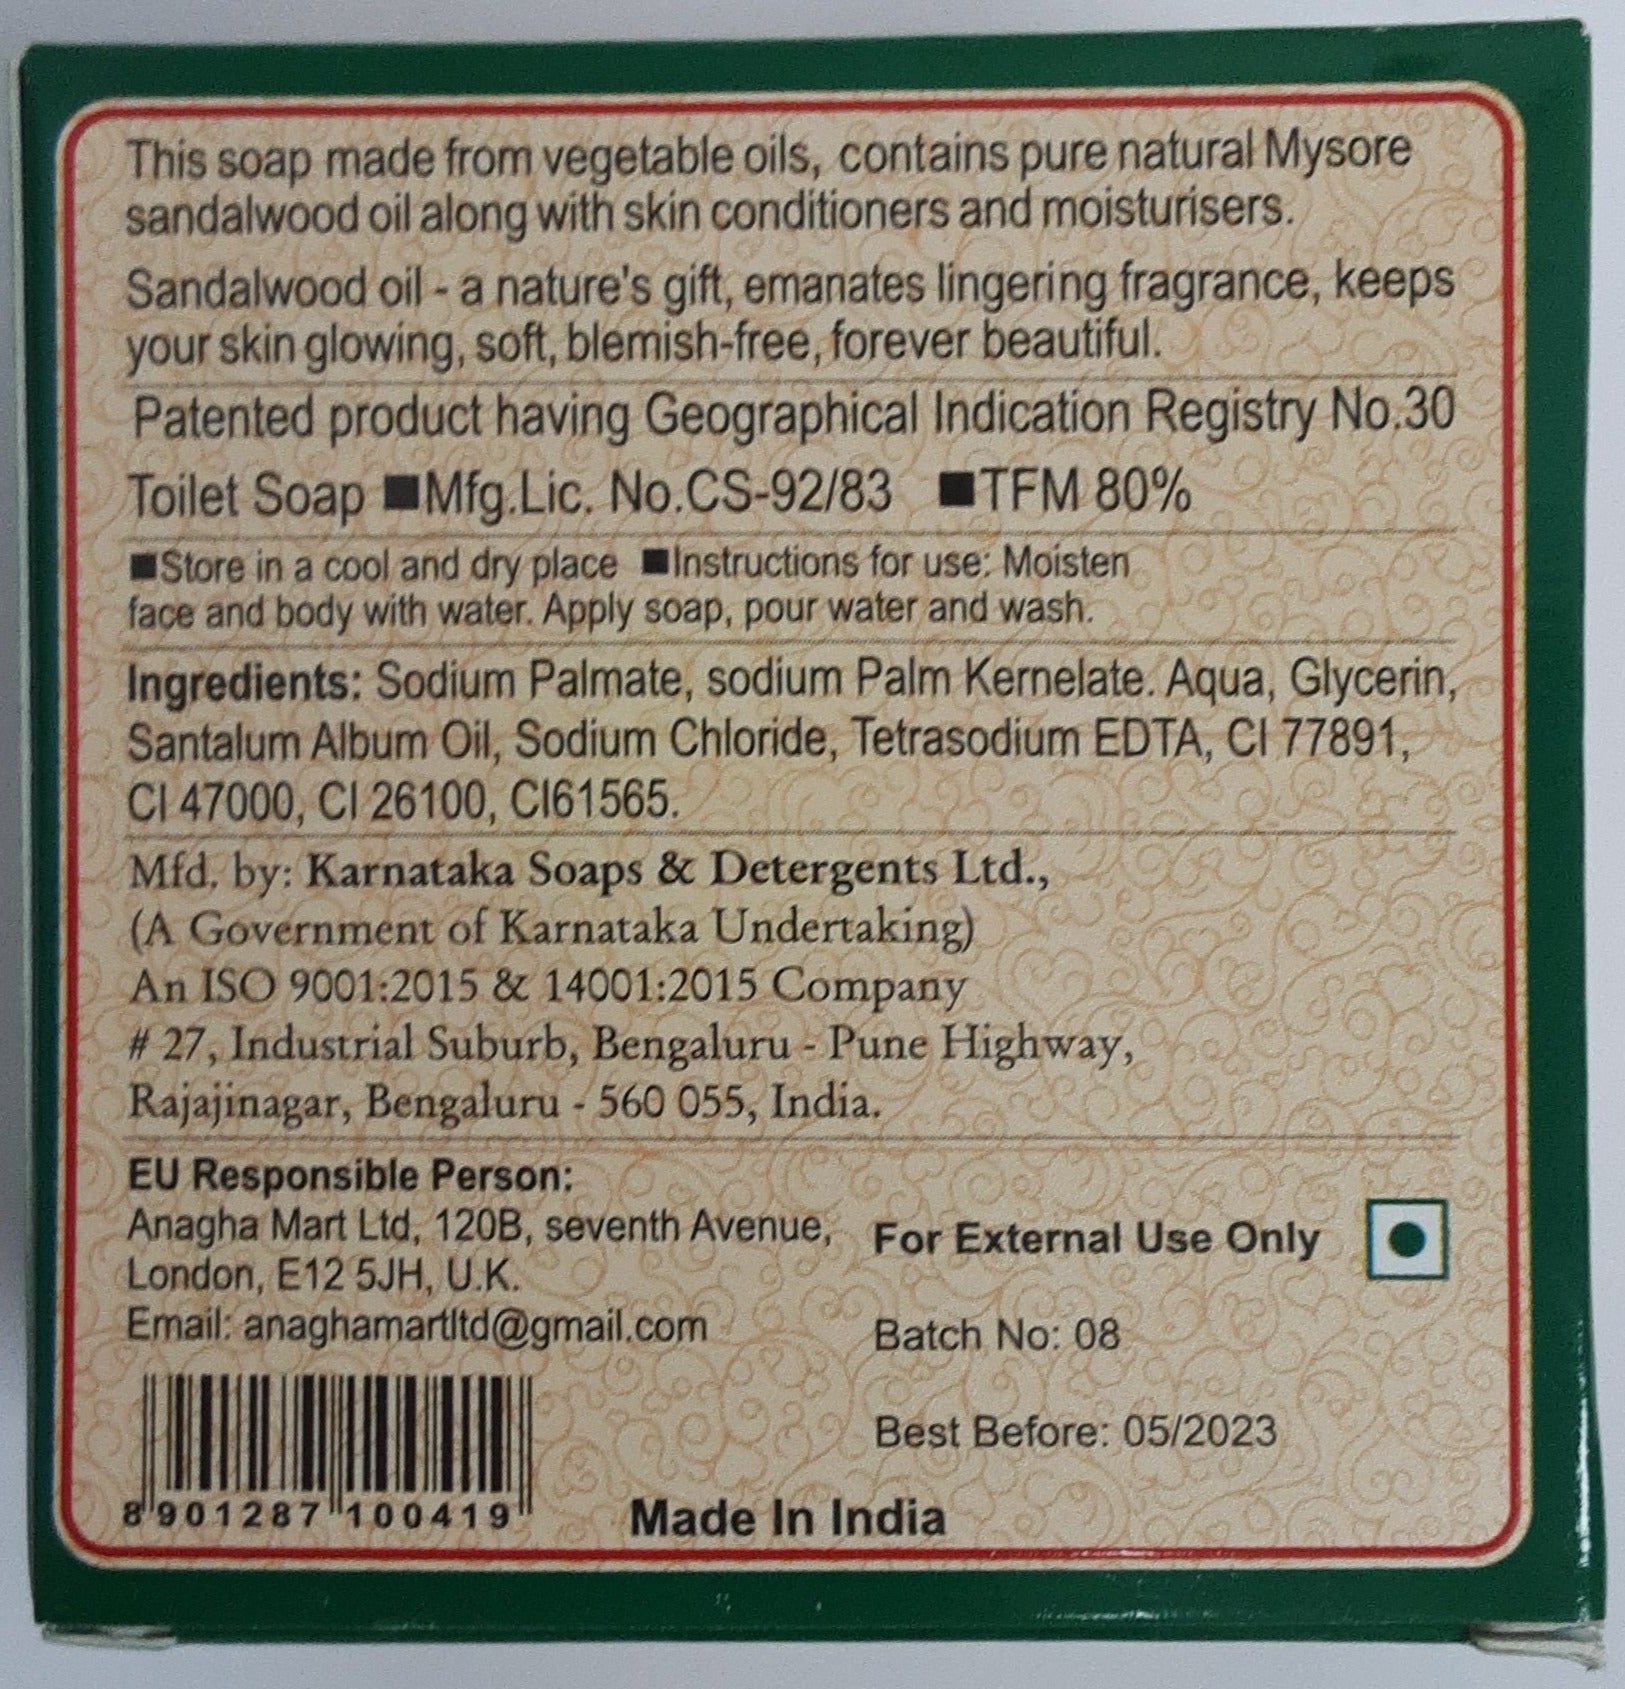 This soap made from vegetable oils, contains pure natural Mysore
sandalwood oil along with skin conditioners and moisturisers.
Sandalwood oil - a nature's gift, emanates lingering fragrance, keeps
your skin glowing, soft, blemish-free, forever beautiful.
Patented product having Geographical Indication Registry No.30
Toilet Soap ■Mfg.Lic. No.CS-92/83 ■TFM 80%
■Store in a cool and dry place ■Instructions for use: Moisten
face and body with water. Apply soap, pour water and wash.
Ingredients: Sodium Palmate, sodium Palm Kernelate. Aqua, Glycerin,
Santalum Album Oil, Sodium Chloride, Tetrasodium EDTA, CI 77891,
CI 47000, CI 26100, CI61565.
Mfd. by: Karnataka Soaps & Detergents Ltd.,
(A Government of Karnataka Undertaking)
An ISO 9001:2015 & 14001:2015 Company
# 27, Industrial Suburb, Bengaluru - Pune Highway,
Rajajinagar, Bengaluru - 560 055, India.
EU Responsible Person:
Anagha Mart Ltd, 120B, seventh Avenue,
London, E12 5JH, U.K.
Email: anaghamartltd@gmail.com
For External Use Only
Batch No: 08
Best Before: 05/2023
8 901287 100419
Made In India